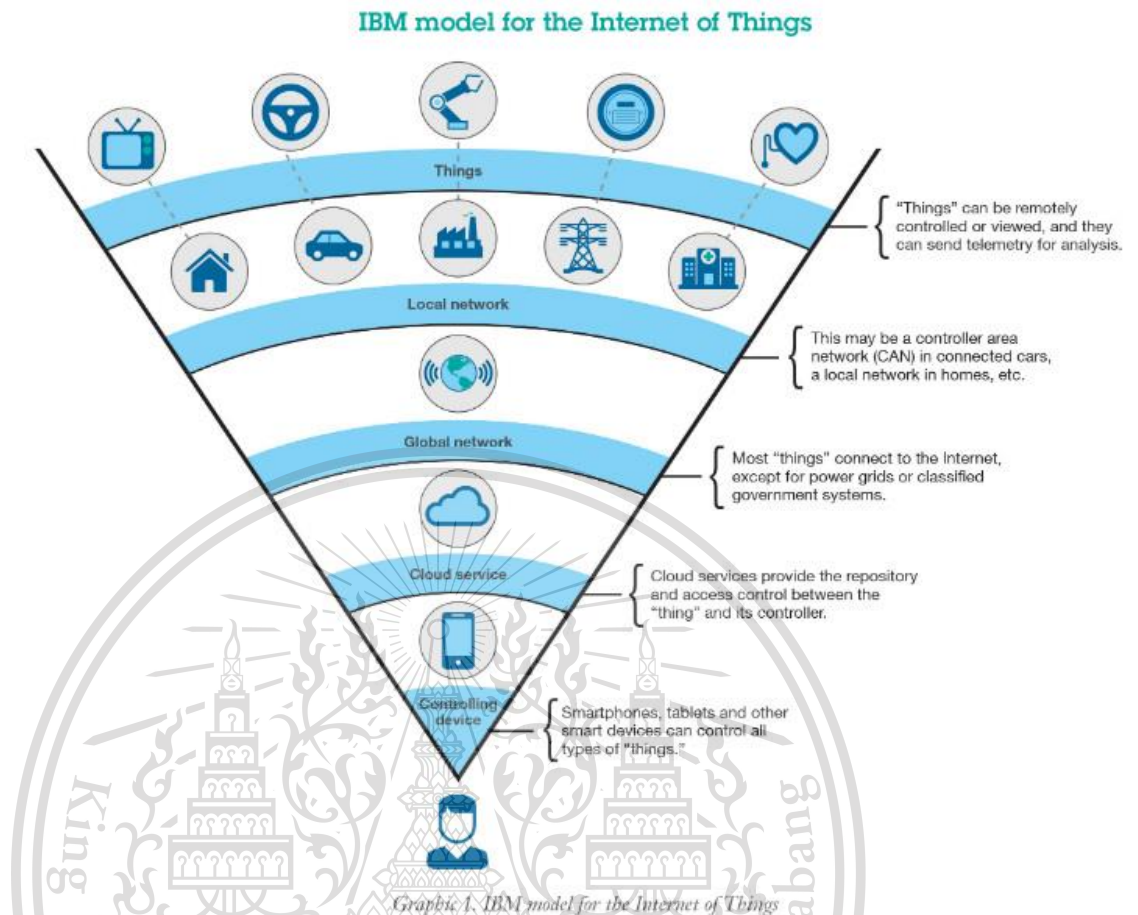 IBM model for the Internet of Things
Things
"Things" can be remotely
controlled or viewed, and they
can send telemetry for analysis.
Local network
This may be a controller area
network (CAN) in connected cars,
a local network in homes, etc.
Global network
Most "things" connect to the Internet,
except for power grids or classified
government systems.
Cloud service
Cloud services provide the repository
and access control between the
"thing" and its controller.
Controlling
device
Smartphones, tablets and other
smart devices can control all
types of "things."
King
bang
Graphic 1. IBM model for the Internet of Things